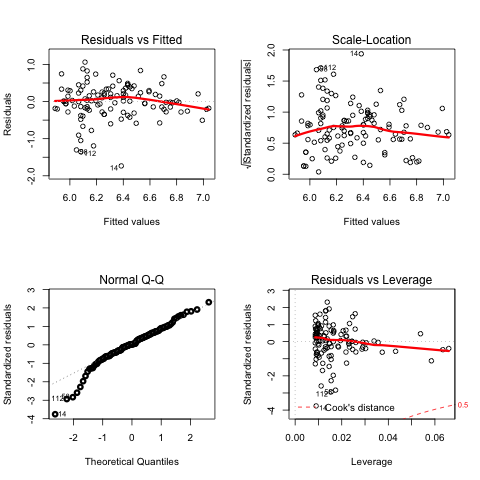 Residuals vs Fitted
Residuals
1.0
0.0
-1.0
-2.0
112
14
6.0 6.2 6.4 6.6 6.8 7.0
Fitted values
Scale-Location
√|Standardized residuals|
2.0
1.5
1.0
0.5
0.0
14
112
6.0 6.2 6.4 6.6 6.8 7.0
Fitted values
Normal Q-Q
Standardized residuals
3
2
1
0
-1
-2
-3
-4
112
14
-2 -1 0 1 2
Theoretical Quantiles
Residuals vs Leverage
Standardized residuals
3
2
0
-2
-4
112
14
Cook's distance
0.5
0.00 0.02 0.04 0.06
Leverage